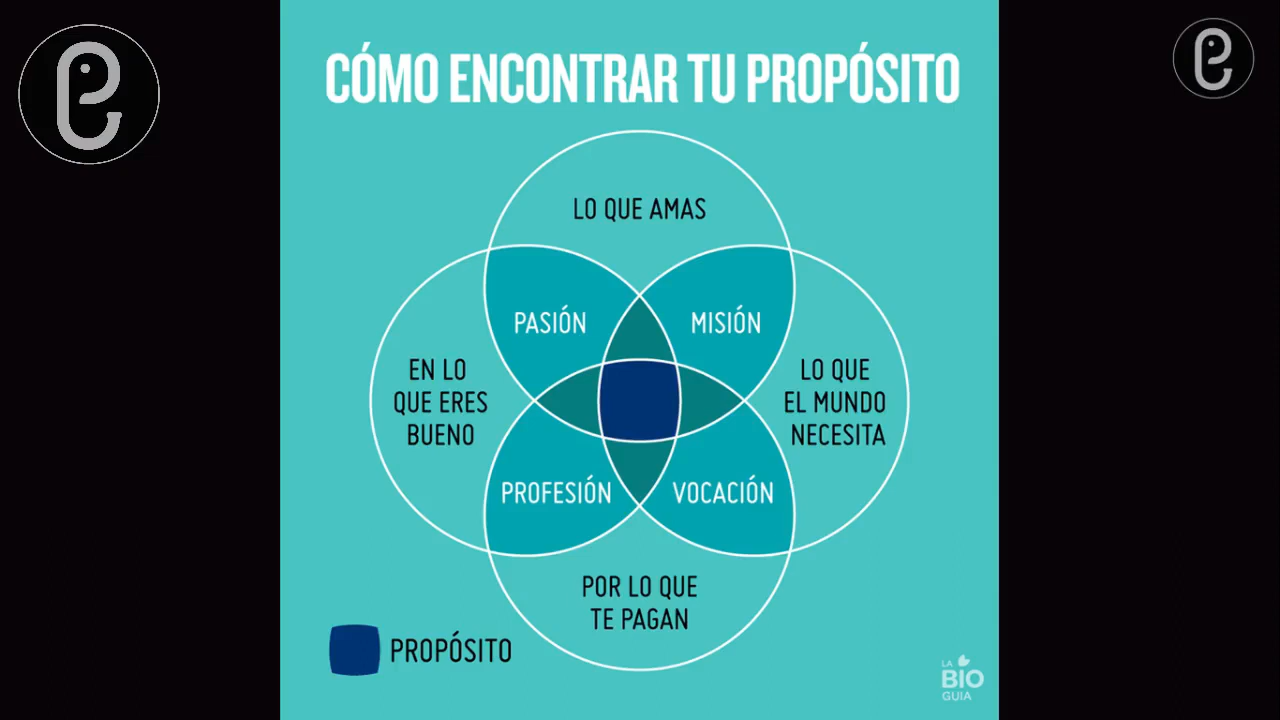 CÓMO ENCONTRAR TU PROPÓSITO
LO QUE AMAS
PASIÓN
MISIÓN
EN LO
QUE ERES
BUENO
LO QUE
EL MUNDO
NECESITA
PROFESIÓN
VOCACIÓN
POR LO QUE
TE PAGAN
PROPÓSITO
LA
BIO
GUIA